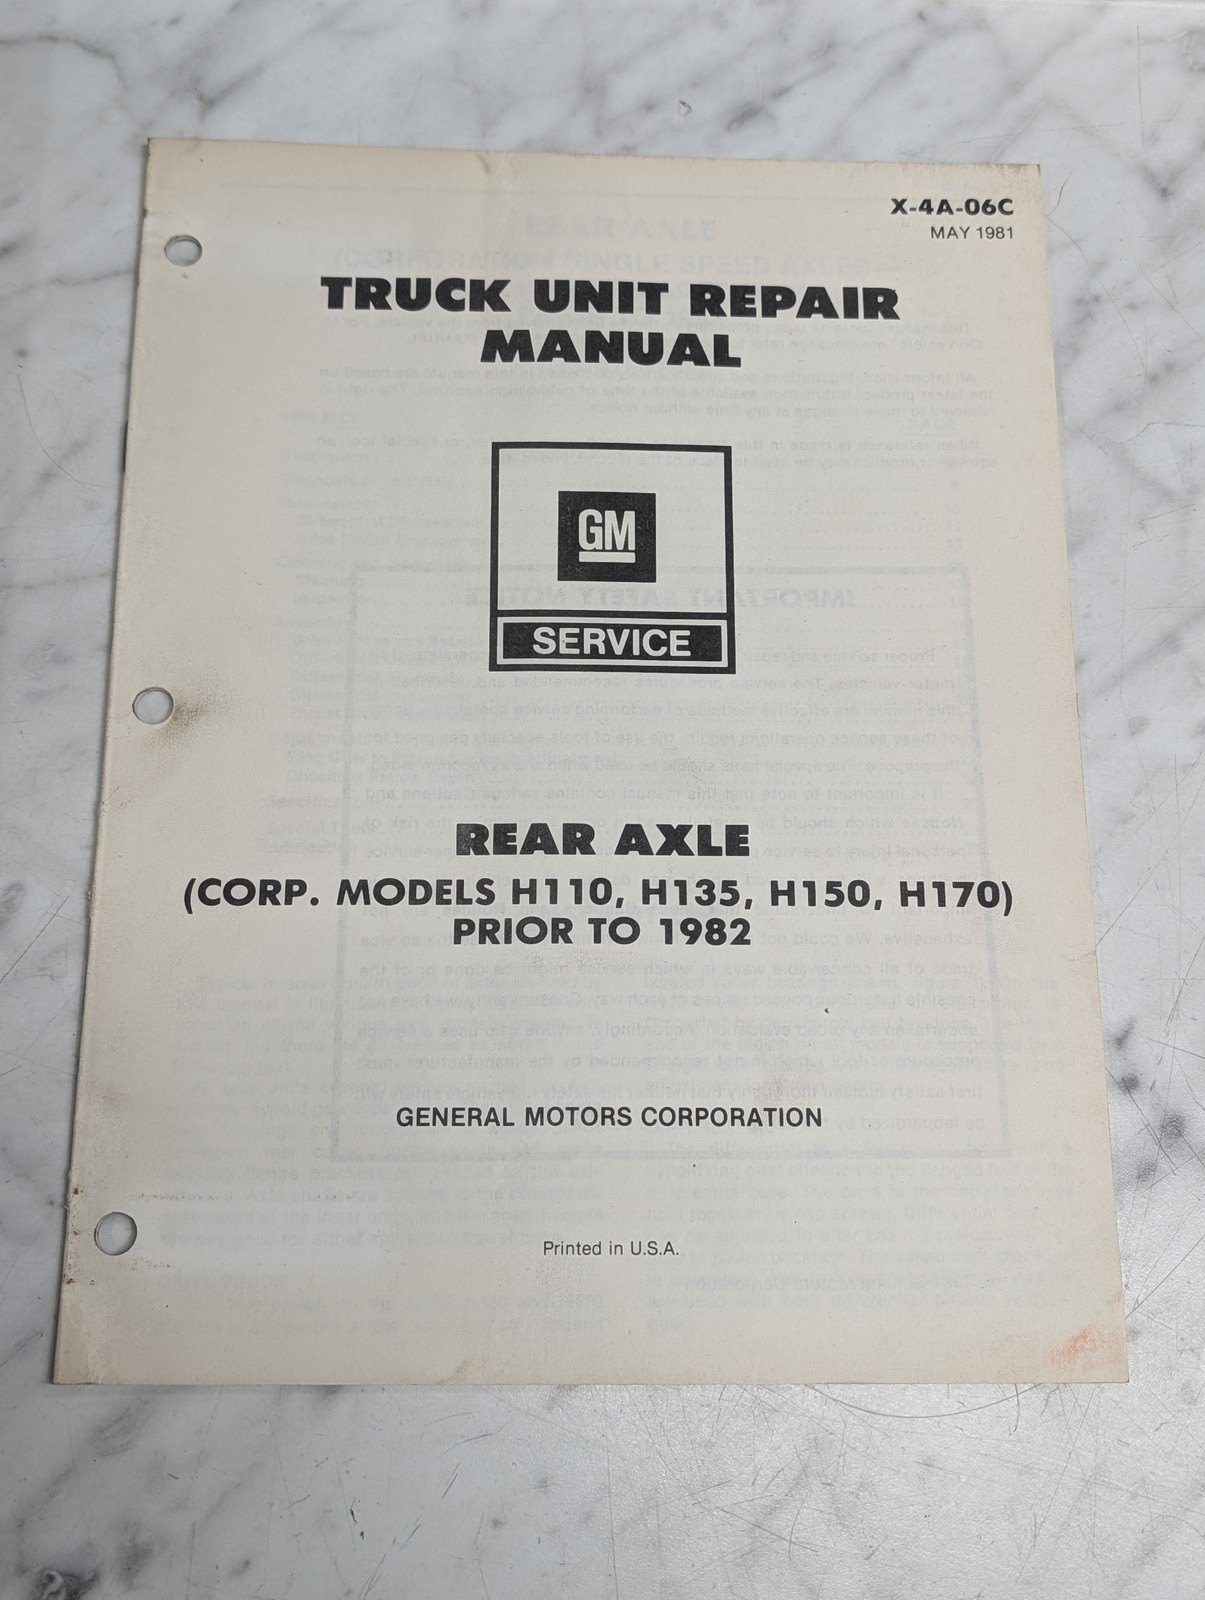 X-4A-06C
MAY 1981
TRUCK UNIT REPAIR
MANUAL
GM
SERVICE
REAR AXLE
(CORP. MODELS H110, H135, H150, H170)
PRIOR TO 1982
GENERAL MOTORS CORPORATION
Printed in U.S.A.